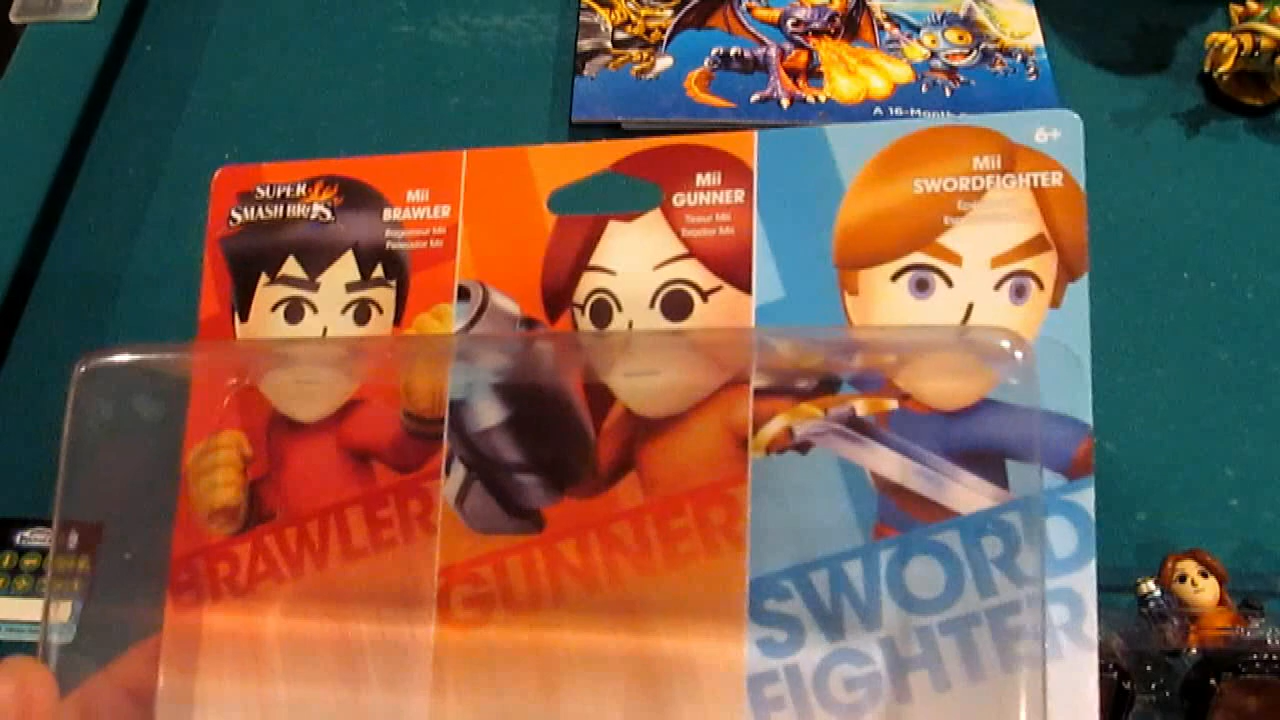 A 16-Month
SUPER
SMASH BROS.
Mii
BRAWLER
Bagarreur Mii
Peleador Mii
Mii
GUNNER
Tireur Mii
Tirador Mii
6+
Mii
SWORDFIGHTER
BRAWLER
GUNNER
SWORD
FIGHTER